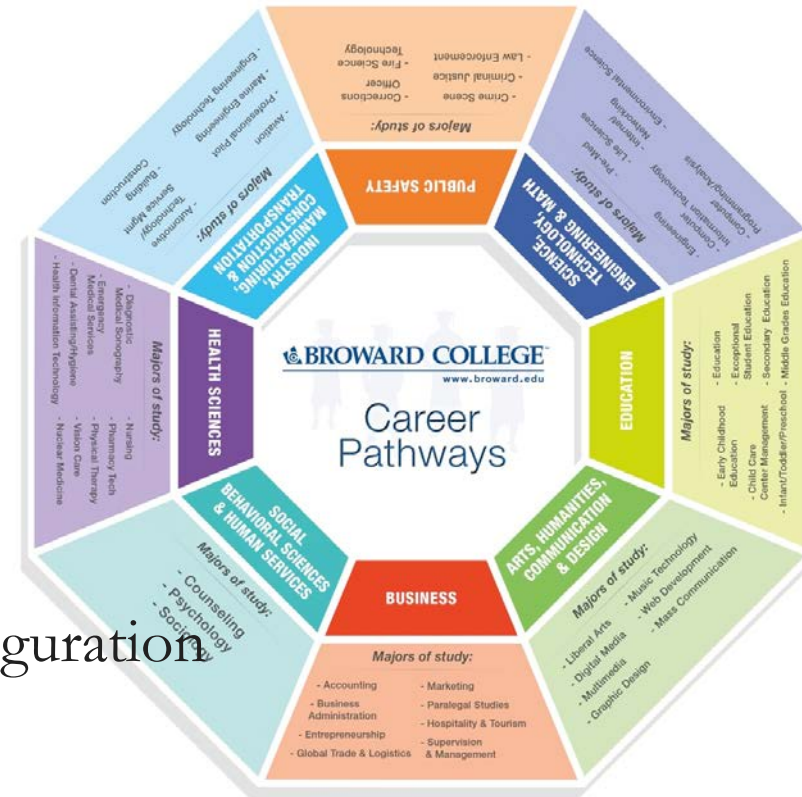 BROWARD COLLEGE
www.broward.edu
Career
Pathways
PUBLIC SAFETY
Majors of study:
- Crime Scene
- Criminal Justice
- Law Enforcement
- Corrections
Officer
- Fire Science
Technology
SCIENCE,
TECHNOLOGY,
ENGINEERING & MATH
Majors of study:
- Engineering
- Computer
Information Technology
- Computer
Programming/Analysis
- Pre-Med
- Life Sciences
- Internet/
Networking
- Environmental Science
EDUCATION
Majors of study:
- Early Childhood
Education
- Child Care
Center Management
- Infant/Toddler/Preschool
- Education
- Exceptional
Student Education
- Secondary Education
- Middle Grades Education
ARTS, HUMANITIES,
COMMUNICATION
& DESIGN
Majors of study:
- Liberal Arts
- Digital Media
- Multimedia
- Graphic Design
- Music Technology
- Web Development
- Mass Communication
BUSINESS
Majors of study:
- Accounting
- Business
Administration
- Entrepreneurship
- Global Trade & Logistics
- Marketing
- Paralegal Studies
- Hospitality & Tourism
- Supervision
& Management
SOCIAL
BEHAVIORAL SCIENCES
& HUMAN SERVICES
Majors of study:
- Counseling
- Psychology
- Sociology
guration
HEALTH SCIENCES
Majors of study:
- Diagnostic
Medical Sonography
- Emergency
Medical Services
- Dental Assisting/Hygiene
- Health Information Technology
- Nursing
- Pharmacy Tech
- Physical Therapy
- Vision Care
- Nuclear Medicine
INDUSTRY,
MANUFACTURING,
CONSTRUCTION &
TRANSPORTATION
Majors of study:
- Automotive
Technology/
Service Mgmt
- Building
Construction
- Aviation
- Professional Pilot
- Marine Engineering
- Engineering Technology